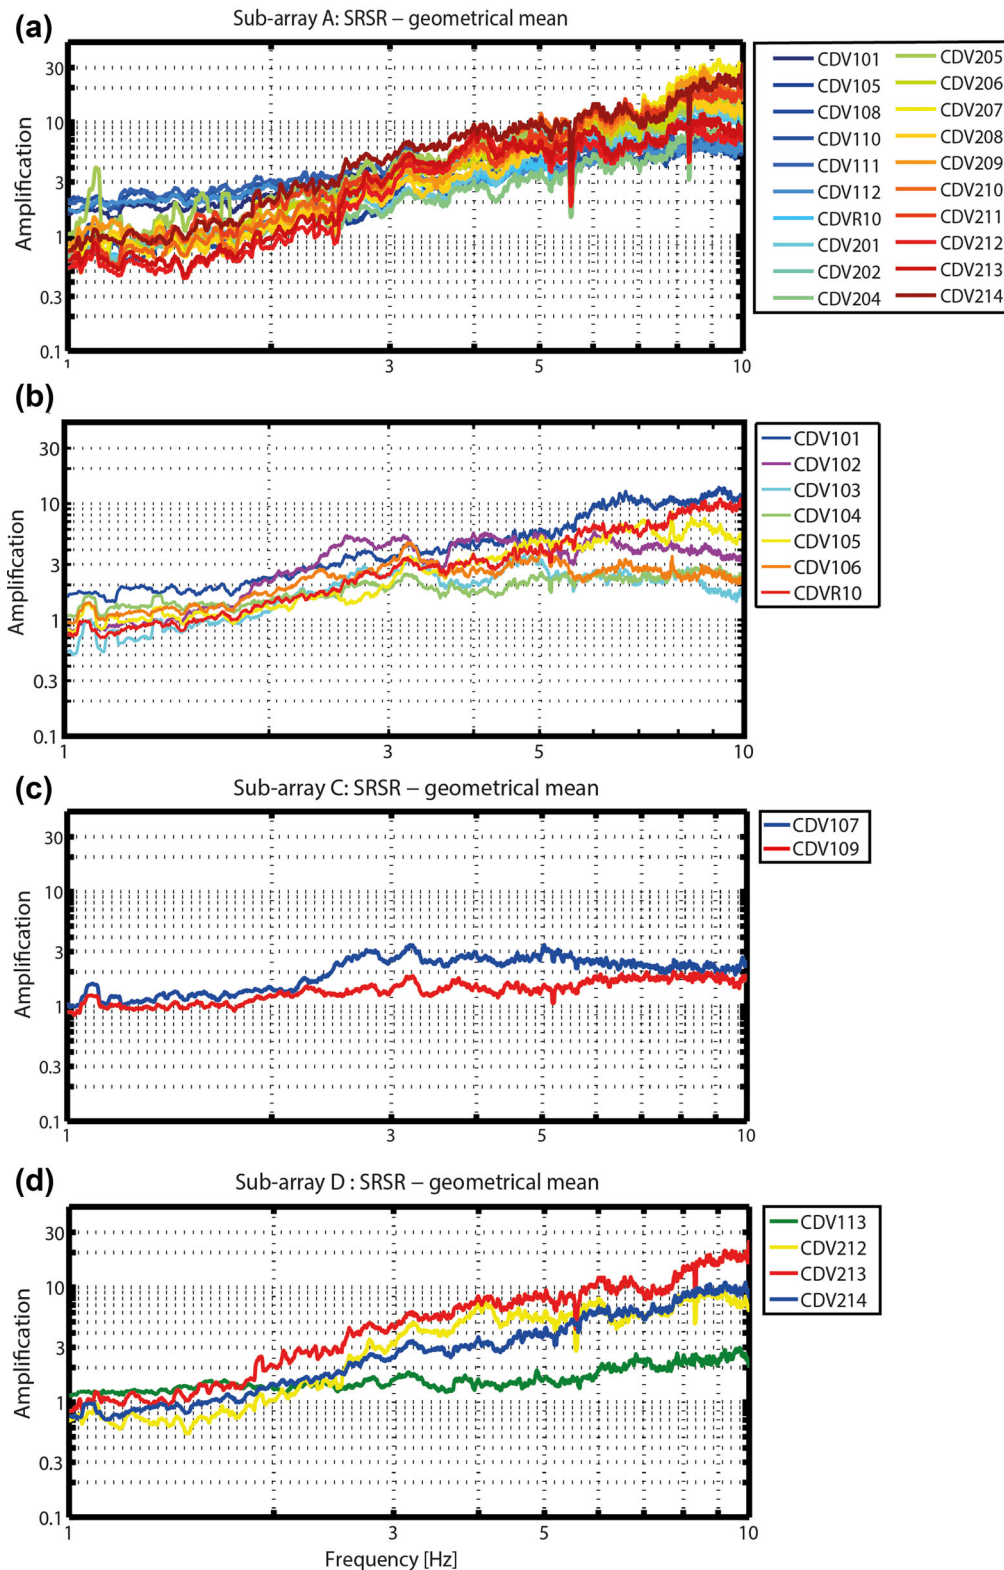 (a)
Sub-array A: SRSR – geometrical mean
Amplification
30
10
3
1
0.3
0.1
1
3
5
10
CDV101
CDV105
CDV108
CDV110
CDV111
CDV112
CDVR10
CDV201
CDV202
CDV204
CDV205
CDV206
CDV207
CDV208
CDV209
CDV210
CDV211
CDV212
CDV213
CDV214
(b)
Amplification
30
10
3
1
0.3
0.1
1
3
5
10
CDV101
CDV102
CDV103
CDV104
CDV105
CDV106
CDVR10
(c)
Sub-array C: SRSR – geometrical mean
Amplification
30
10
3
1
0.3
0.1
1
3
5
10
CDV107
CDV109
(d)
Sub-array D : SRSR – geometrical mean
Amplification
30
10
3
1
0.3
0.1
1
3
5
10
Frequency [Hz]
CDV113
CDV212
CDV213
CDV214